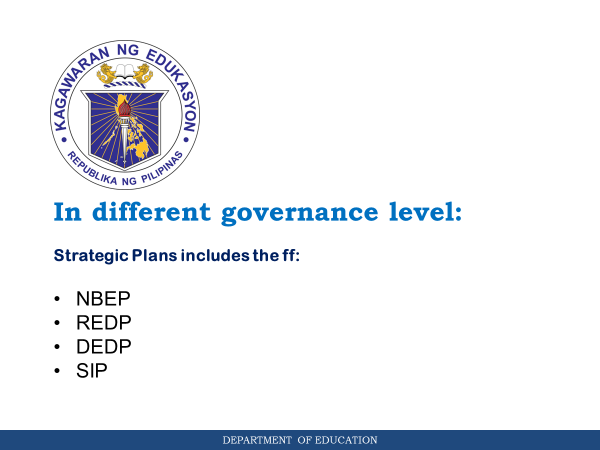 KAGAWARAN NG EDUKASYON
REPUBLIKA NG PILIPINAS
In different governance level:
Strategic Plans includes the ff:
• NBEP
• REDP
• DEDP
• SIP
DEPARTMENT OF EDUCATION